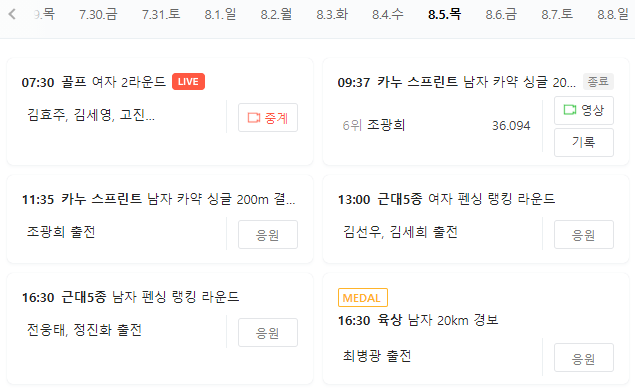 9.목 7.30.금 7.31.토 8.1.일 8.2.월 8.3.화 8.4.수 8.5.목 8.6.금 8.7.토 8.8.일
07:30 골프 여자 2라운드 LIVE
김효주, 김세영, 고진...
중계
09:37 카누 스프린트 남자 카약 싱글 20... 종료
6위 조광희 36.094
영상
기록
11:35 카누 스프린트 남자 카약 싱글 200m 결...
조광희 출전
응원
13:00 근대5종 여자 펜싱 랭킹 라운드
김선우, 김세희 출전
응원
16:30 근대5종 남자 펜싱 랭킹 라운드
전웅태, 정진화 출전
응원
MEDAL
16:30 육상 남자 20km 경보
최병광 출전
응원